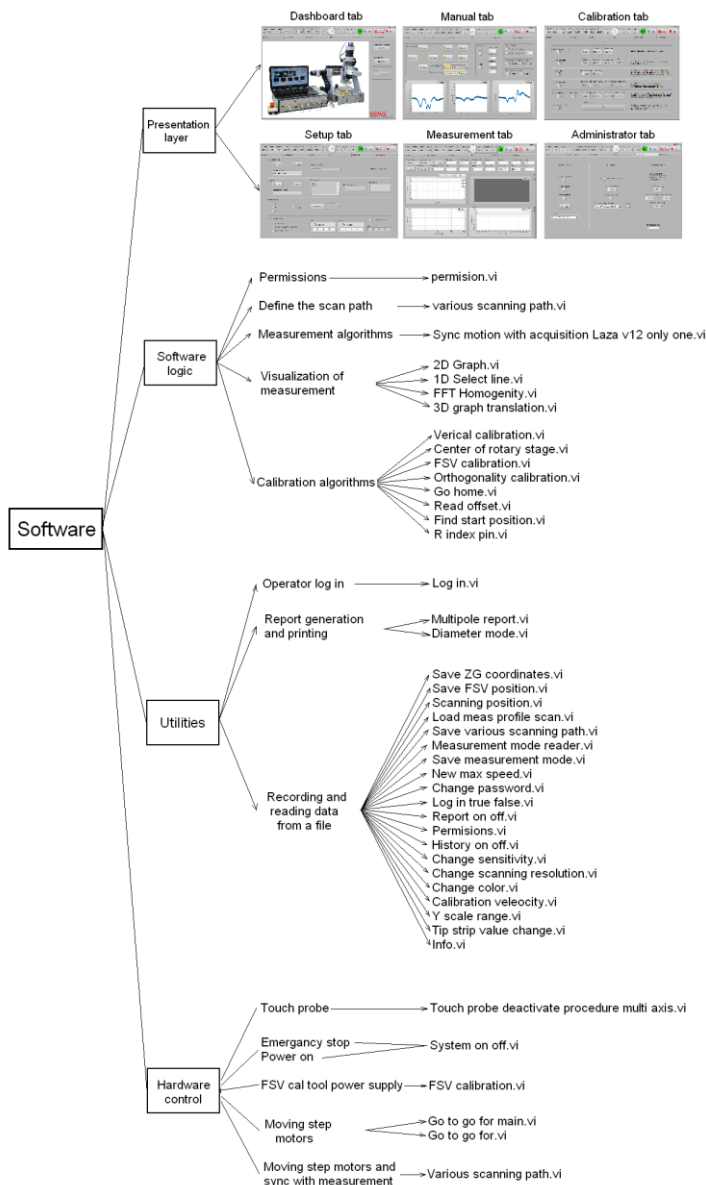 Dashboard tab
Manual tab
Calibration tab
Presentation
layer
Setup tab
Measurement tab
Administrator tab
Permissions
permision.vi
Define the scan path
various scanning path.vi
Measurement algorithms
Sync motion with acquisition Laza v12 only one.vi
Software
logic
Visualization of
measurement
2D Graph.vi
1D Select line.vi
FFT Homogenity.vi
3D graph translation.vi
Calibration algorithms
Verical calibration.vi
Center of rotary stage.vi
FSV calibration.vi
Orthogonality calibration.vi
Go home.vi
Read offset.vi
Find start position.vi
R index pin.vi
Software
Operator log in
Log in.vi
Report generation
and printing
Multipole report.vi
Diameter mode.vi
Utilities
Recording and
reading data
from a file
Save ZG coordinates.vi
Save FSV position.vi
Scanning position.vi
Load meas profile scan.vi
Save various scanning path.vi
Measurement mode reader.vi
Save measurement mode.vi
New max speed.vi
Change password.vi
Log in true false.vi
Report on off.vi
Permisions.vi
History on off.vi
Change sensitivity.vi
Change scanning resolution.vi
Change color.vi
Calibration veleocity.vi
Y scale range.vi
Tip strip value change.vi
Info.vi
Touch probe
Touch probe deactivate procedure multi axis.vi
Emergancy stop
Power on
System on off.vi
Hardware
control
FSV cal tool power supply
FSV calibration.vi
Moving step
motors
Go to go for main.vi
Go to go for.vi
Moving step motors and
sync with measurement
Various scanning path.vi